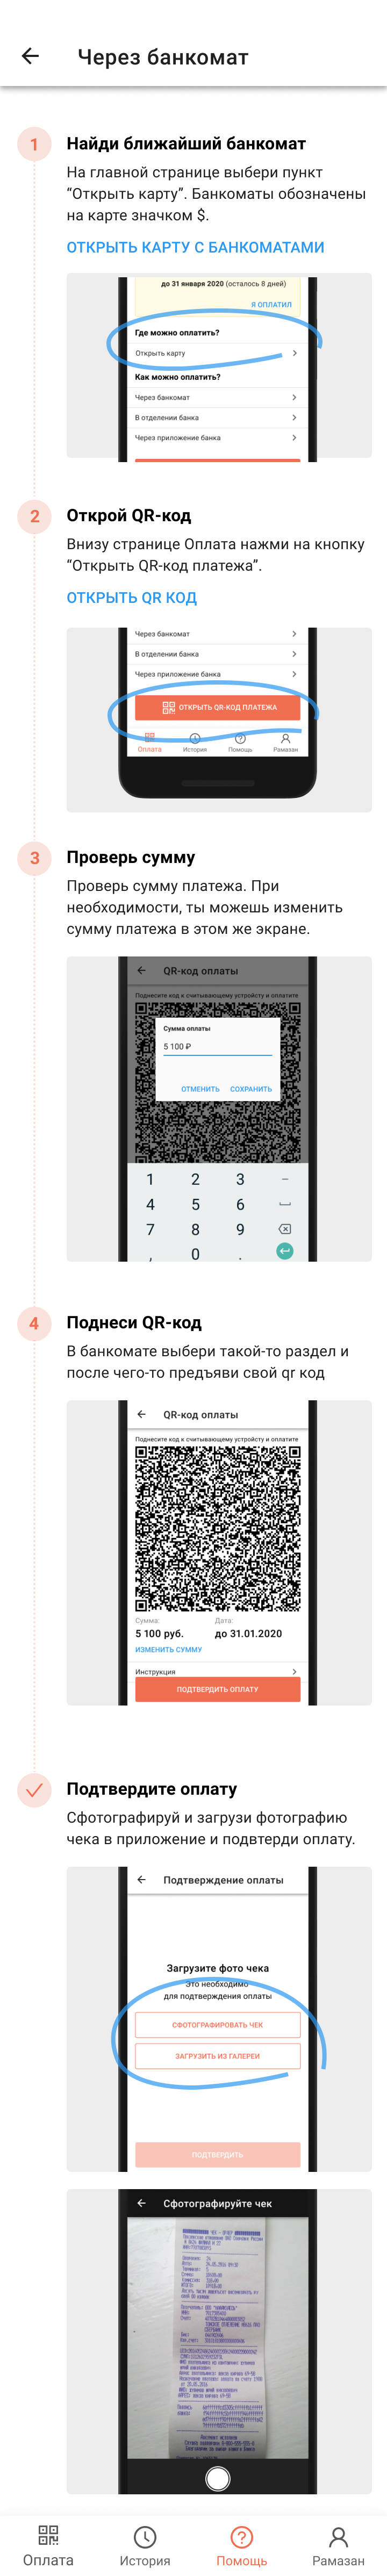 Через банкомат
1
Найди ближайший банкомат
На главной странице выбери пункт
“Открыть карту”. Банкоматы обозначены
на карте значком $.
ОТКРЫТЬ КАРТУ С БАНКОМАТАМИ
до 31 января 2020 (осталось 8 дней)
Я ОПЛАТИЛ
Где можно оплатить?
Открыть карту
Как можно оплатить?
Через банкомат
В отделении банка
Через приложение банка
2
Открой QR-код
Внизу странице Оплата нажми на кнопку
“Открыть QR-код платежа”.
ОТКРЫТЬ QR КОД
Через банкомат
В отделении банка
Через приложение банка
ОТКРЫТЬ QR-КОД ПЛАТЕЖА
Оплата История Помощь Рамазан
3
Проверь сумму
Проверь сумму платежа. При
необходимости, ты можешь изменить
сумму платежа в этом же экране.
QR-код оплаты
Поднесите код к считывающему устройсту и оплатите
Сумма оплаты
5 100 ₽
ОТМЕНИТЬ СОХРАНИТЬ
1 2 3 –
4 5 6
7 8 9
, 0 .
4
Поднеси QR-код
В банкомате выбери такой-то раздел и
после чего-то предъяви свой qr код
QR-код оплаты
Поднесите код к считывающему устройсту и оплатите
Сумма: Дата:
5 100 руб. до 31.01.2020
ИЗМЕНИТЬ СУММУ
Инструкция
ПОДТВЕРДИТЬ ОПЛАТУ
Подтвердите оплату
Сфотографируй и загрузи фотографию
чека в приложение и подвтерди оплату.
Подтверждение оплаты
Загрузите фото чека
Это необходимо
для подтверждения оплаты
СФОТОГРАФИРОВАТЬ ЧЕК
ЗАГРУЗИТЬ ИЗ ГАЛЕРЕИ
ПОДТВЕРДИТЬ
Сфотографируйте чек
Оплата История Помощь Рамазан